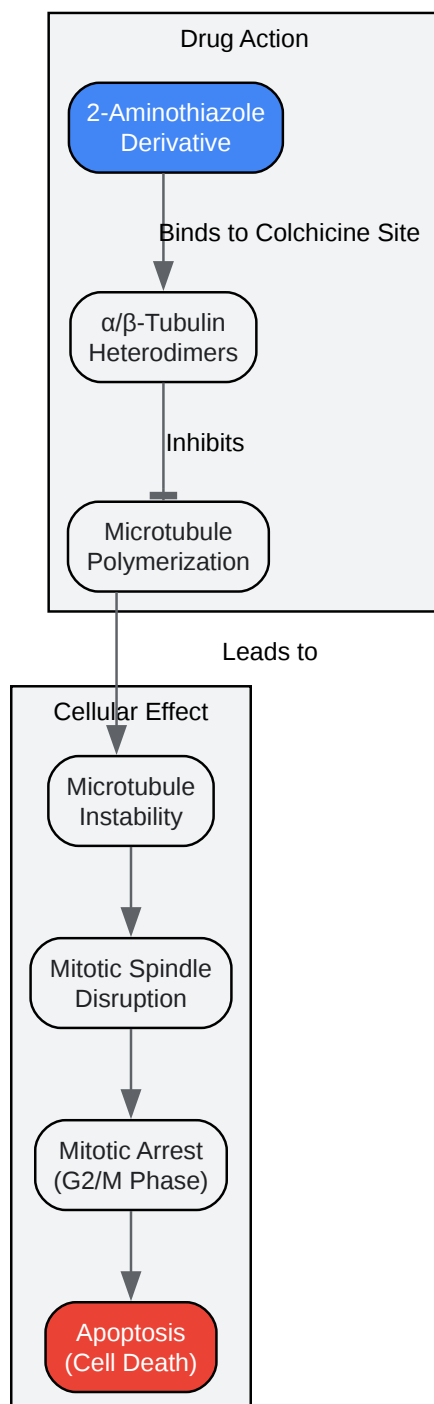 Drug Action
2-Aminothiazole
Derivative
Binds to Colchicine Site
α/β-Tubulin
Heterodimers
Inhibits
Microtubule
Polymerization
Leads to
Cellular Effect
Microtubule
Instability
Mitotic Spindle
Disruption
Mitotic Arrest
(G2/M Phase)
Apoptosis
(Cell Death)